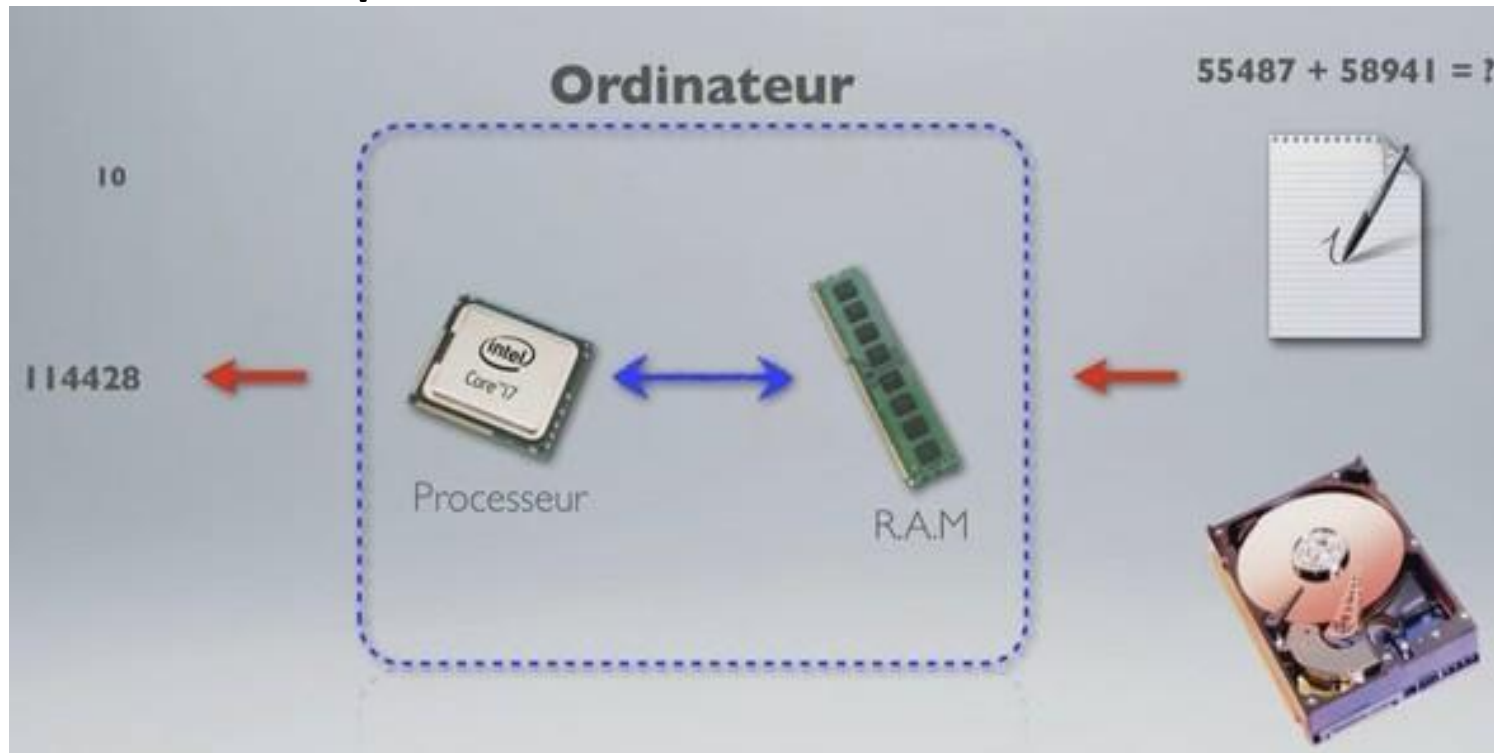 Ordinateur
55487 + 58941 = ?
10
intel
Core i7
114428
Processeur
R.A.M